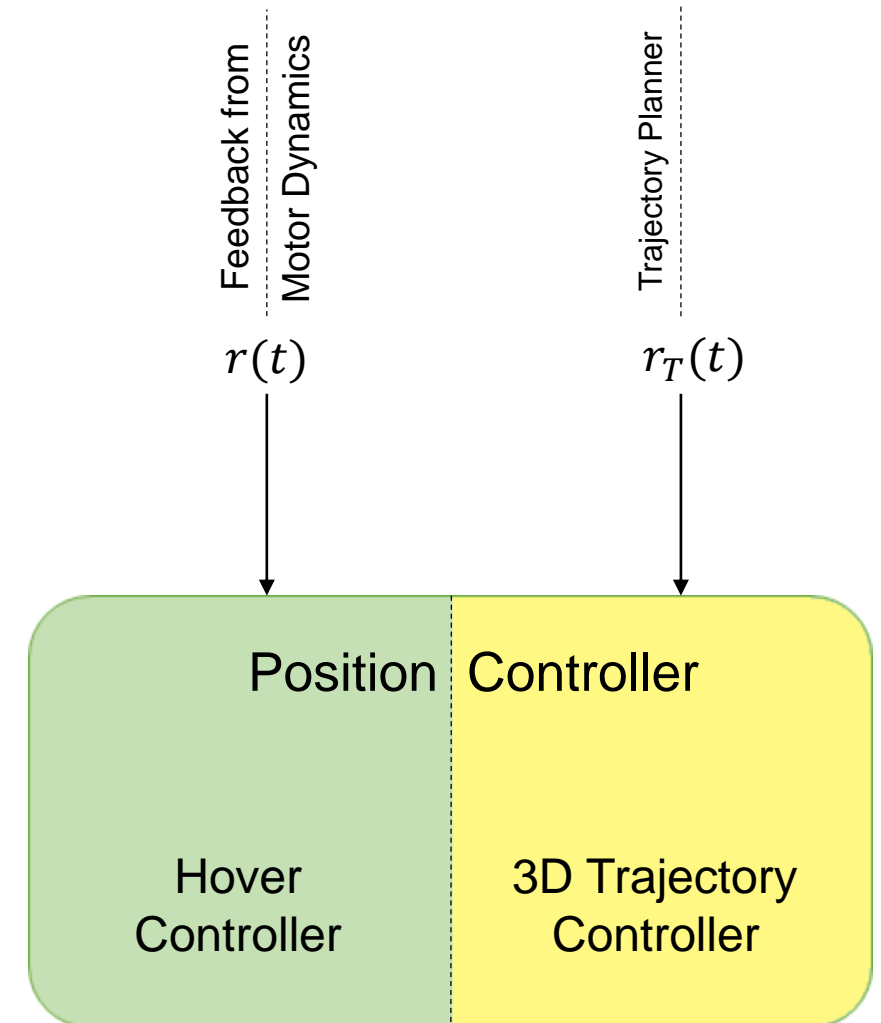 Feedback from
Motor Dynamics
Trajectory Planner
r(t)
r_T(t)
Position Controller
Hover
Controller
3D Trajectory
Controller